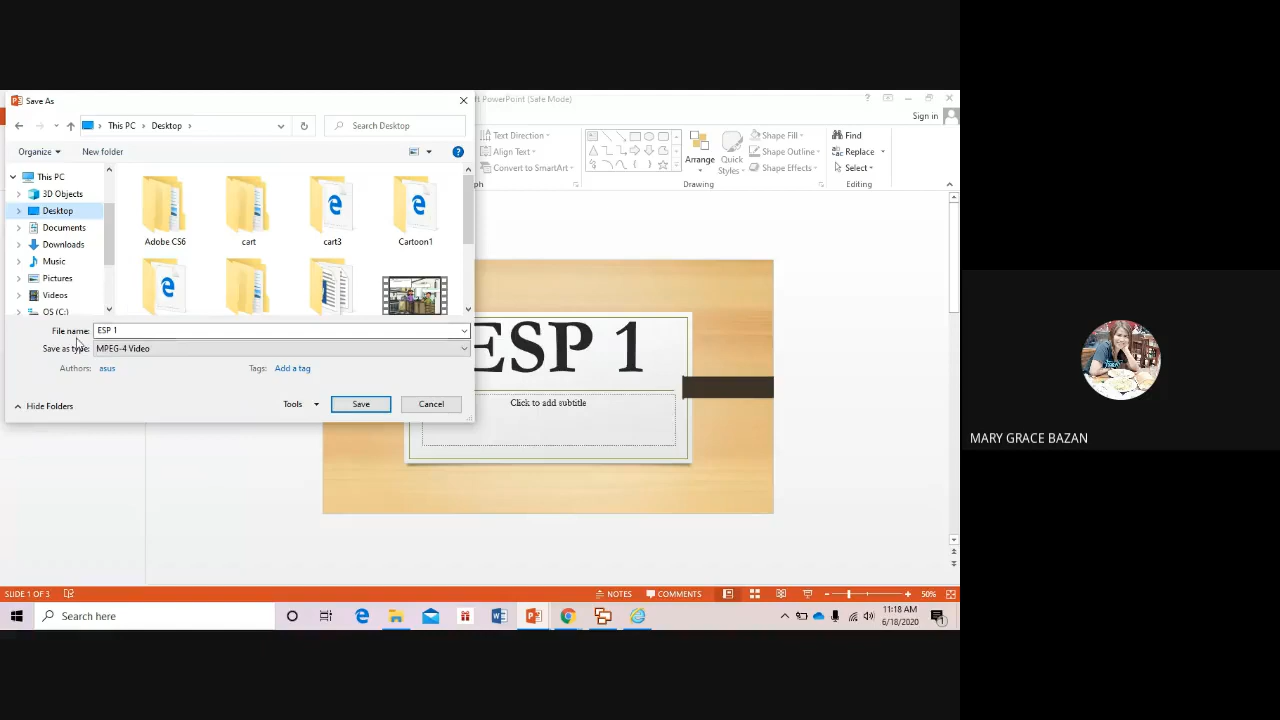 Save As
ft PowerPoint (Safe Mode)
Sign in
This PC > Desktop >
Search Desktop
Organize
New folder
This PC
3D Objects
Desktop
Documents
Downloads
Music
Pictures
Videos
OS (C:)
Adobe CS6
cart
cart3
Cartoon1
File name: ESP 1
Save as type: MPEG-4 Video
Authors: asus
Tags: Add a tag
Hide Folders
Tools
Save
Cancel
Text Direction
Align Text
Convert to SmartArt
ph
Arrange
Quick
Styles
Shape Fill
Shape Outline
Shape Effects
Drawing
Find
Replace
Select
Editing
ESP 1
Click to add subtitle
MARY GRACE BAZAN
SLIDE 1 OF 3
NOTES
COMMENTS
50%
Search here
11:18 AM
6/18/2020